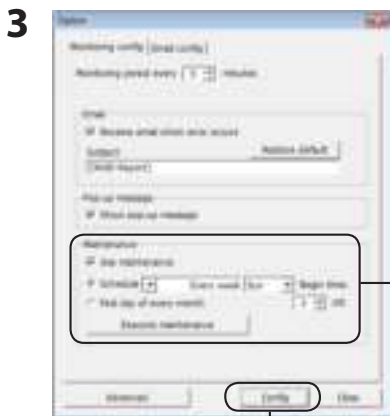 3
Option
Monitoring config Email config
Monitoring period every minutes
Email
Receive email when error occurs
Subject Restore Default
Pop-up message
Show pop-up message
Maintenance
Use maintenance
Schedule Every week Sun Begin time
First day of every month
Execute maintenance
Advanced Config Close